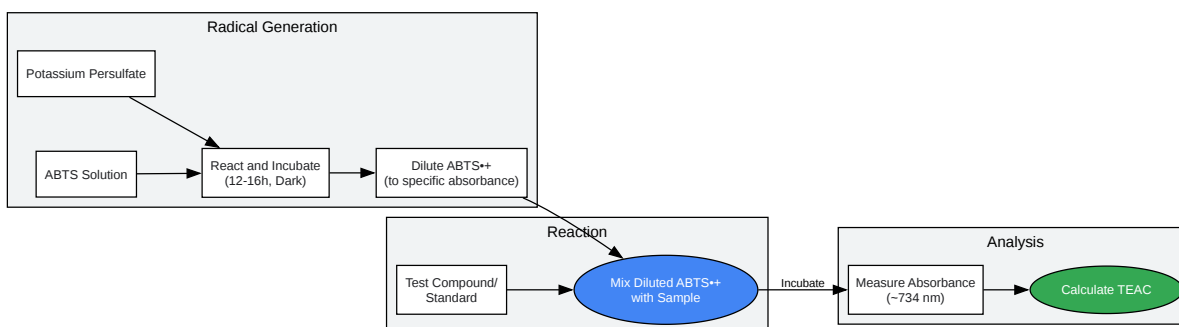 Radical Generation
Potassium Persulfate
ABTS Solution
React and Incubate
(12-16h, Dark)
Dilute ABTS•+
(to specific absorbance)
Reaction
Test Compound/
Standard
Mix Diluted ABTS•+
with Sample
Incubate
Analysis
Measure Absorbance
(~734 nm)
Calculate TEAC